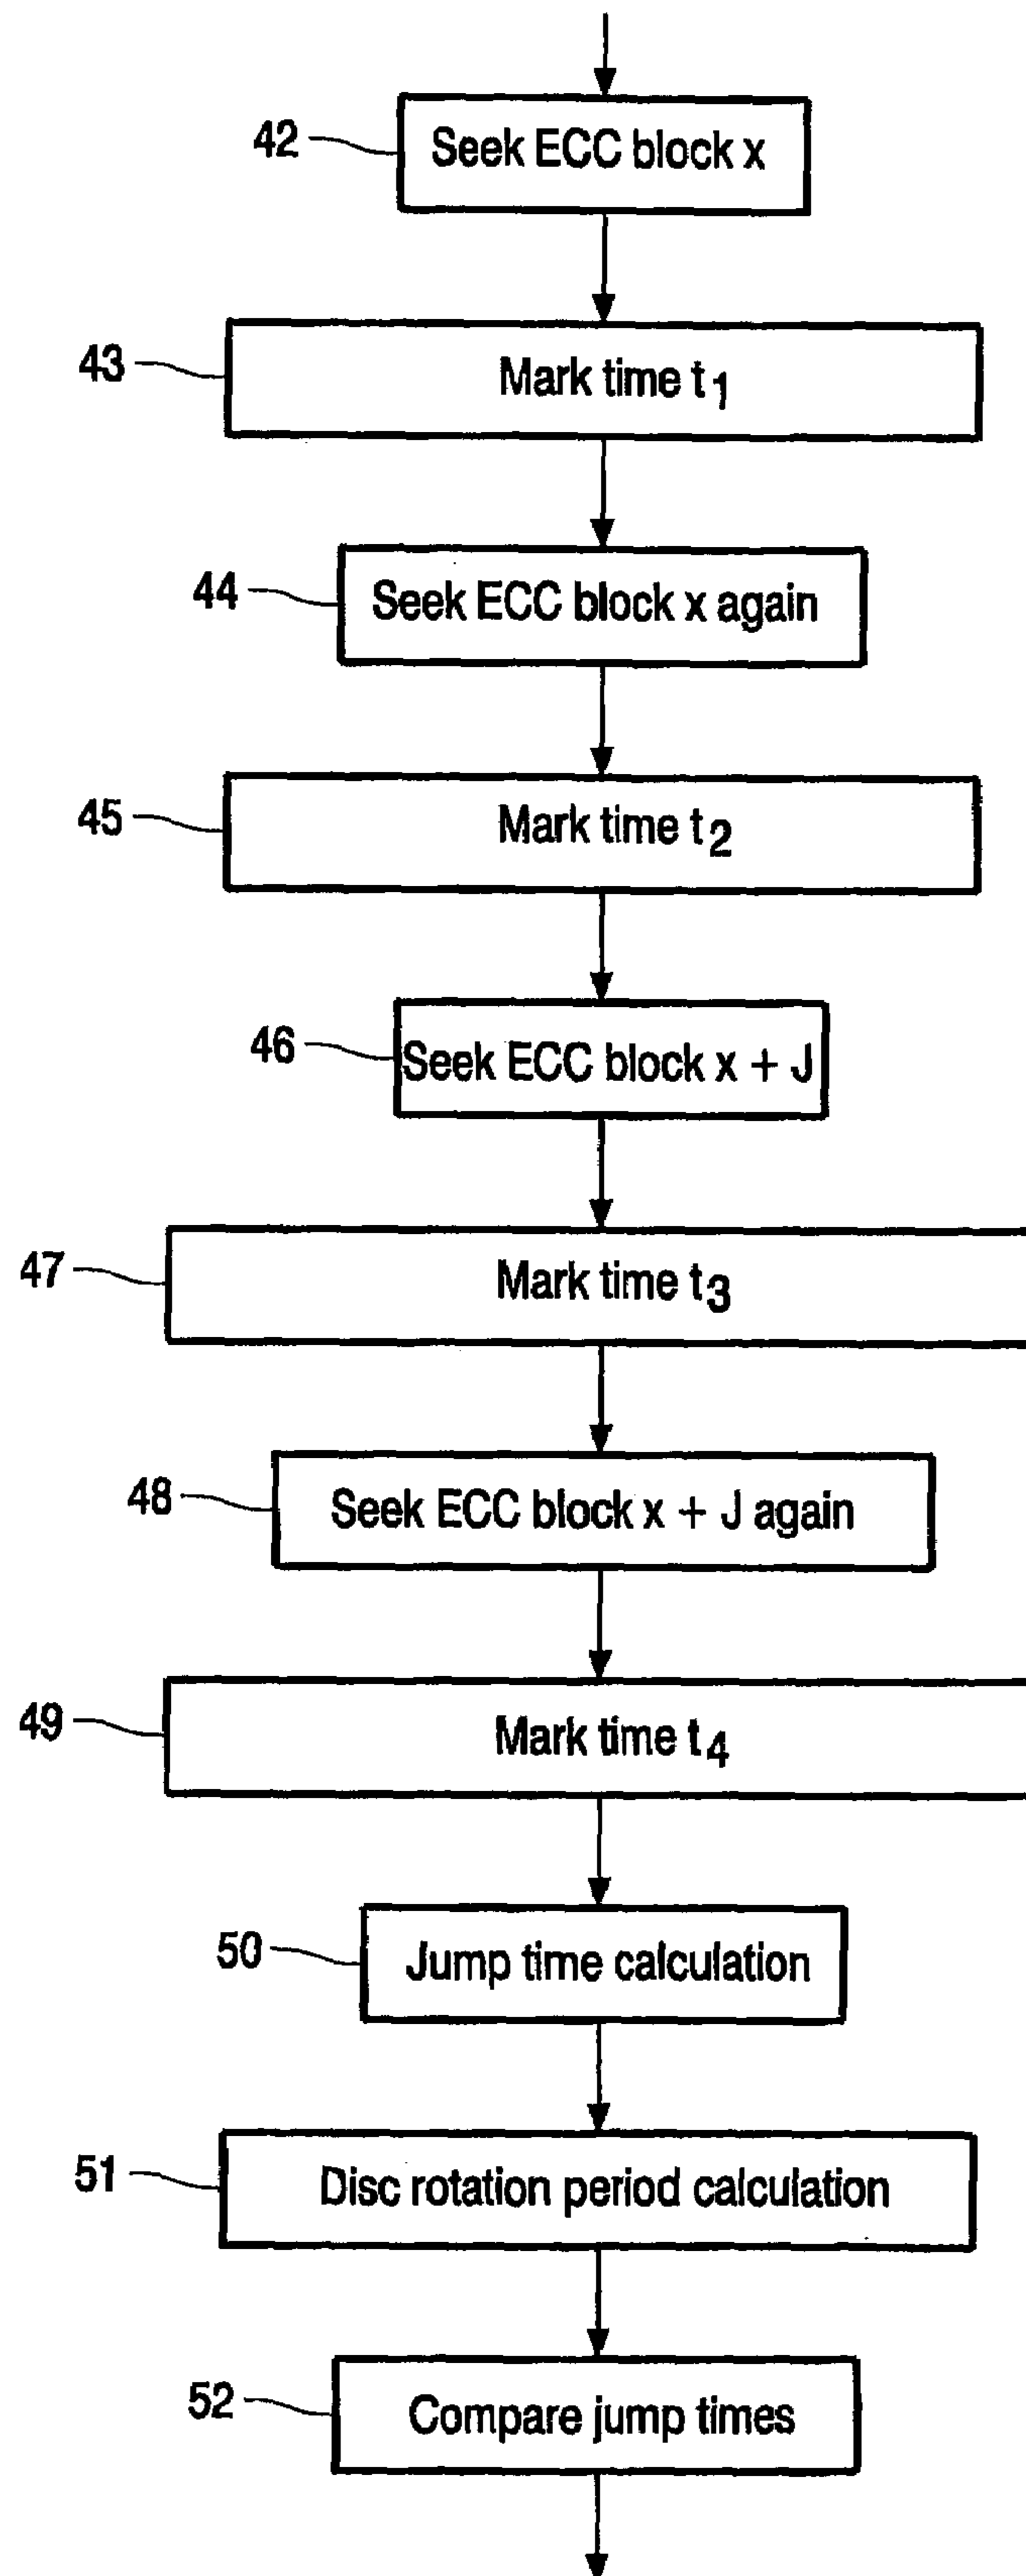 42 Seek ECC block x
43 Mark time t1
44 Seek ECC block x again
45 Mark time t2
46 Seek ECC block x + J
47 Mark time t3
48 Seek ECC block x + J again
49 Mark time t4
50 Jump time calculation
51 Disc rotation period calculation
52 Compare jump times